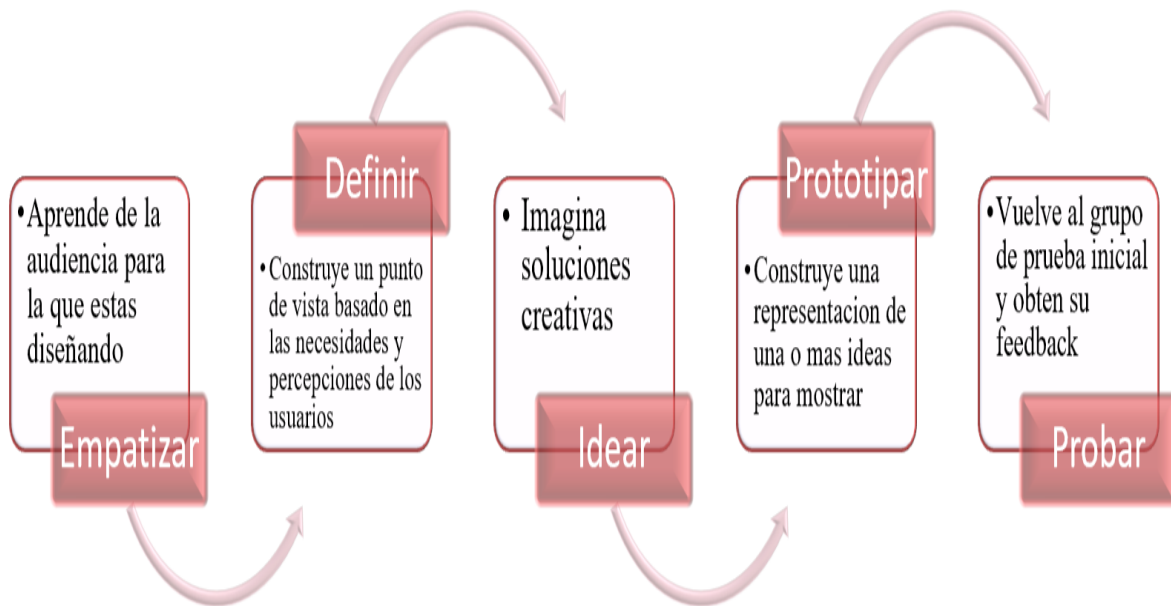 • Aprende de la
audiencia para
la que estas
diseñando
Empatizar
Definir
• Construye un punto
de vista basado en
las necesidades y
percepciones de los
usuarios
• Imagina
soluciones
creativas
Idear
Prototipar
• Construye una
representacion de
una o mas ideas
para mostrar
• Vuelve al grupo
de prueba inicial
y obten su
feedback
Probar